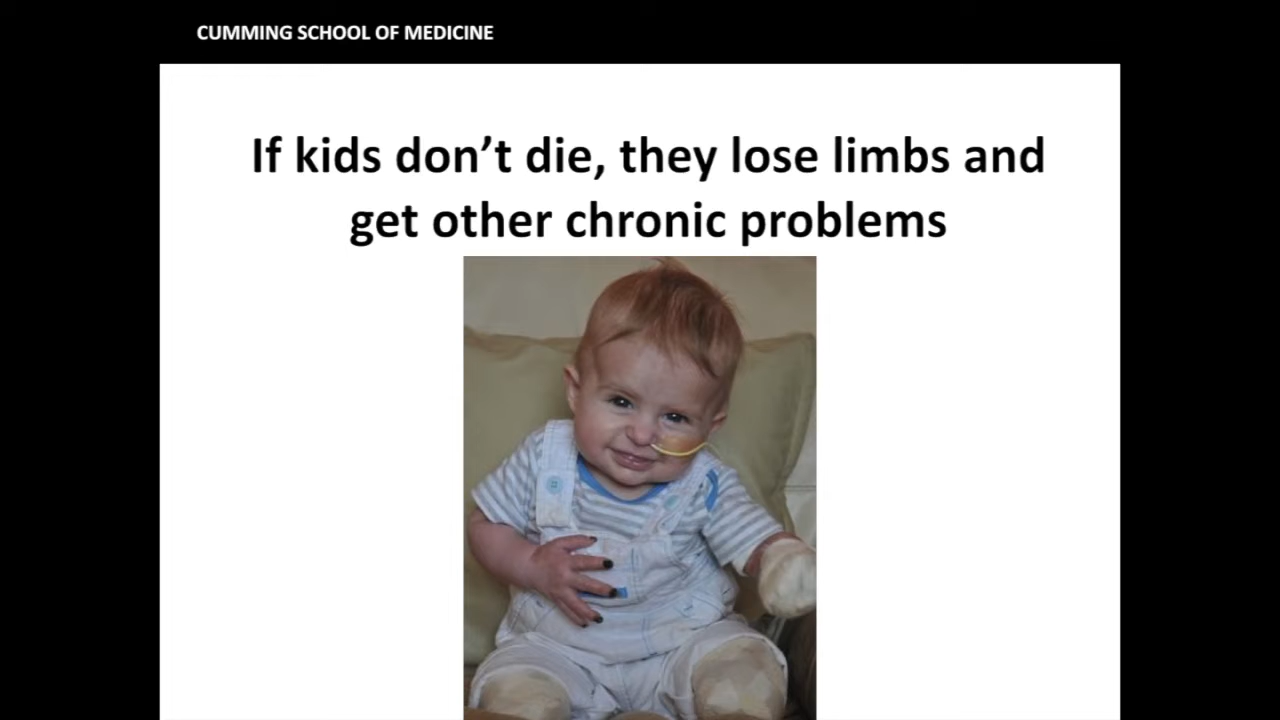 CUMMING SCHOOL OF MEDICINE
If kids don’t die, they lose limbs and
get other chronic problems